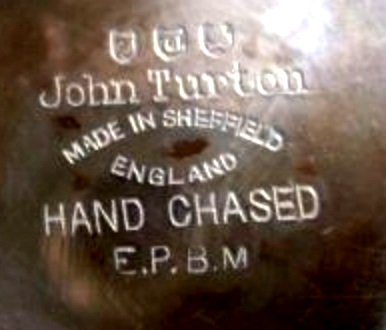 John Turton
MADE IN SHEFFIELD
ENGLAND
HAND CHASED
E.P.B.M